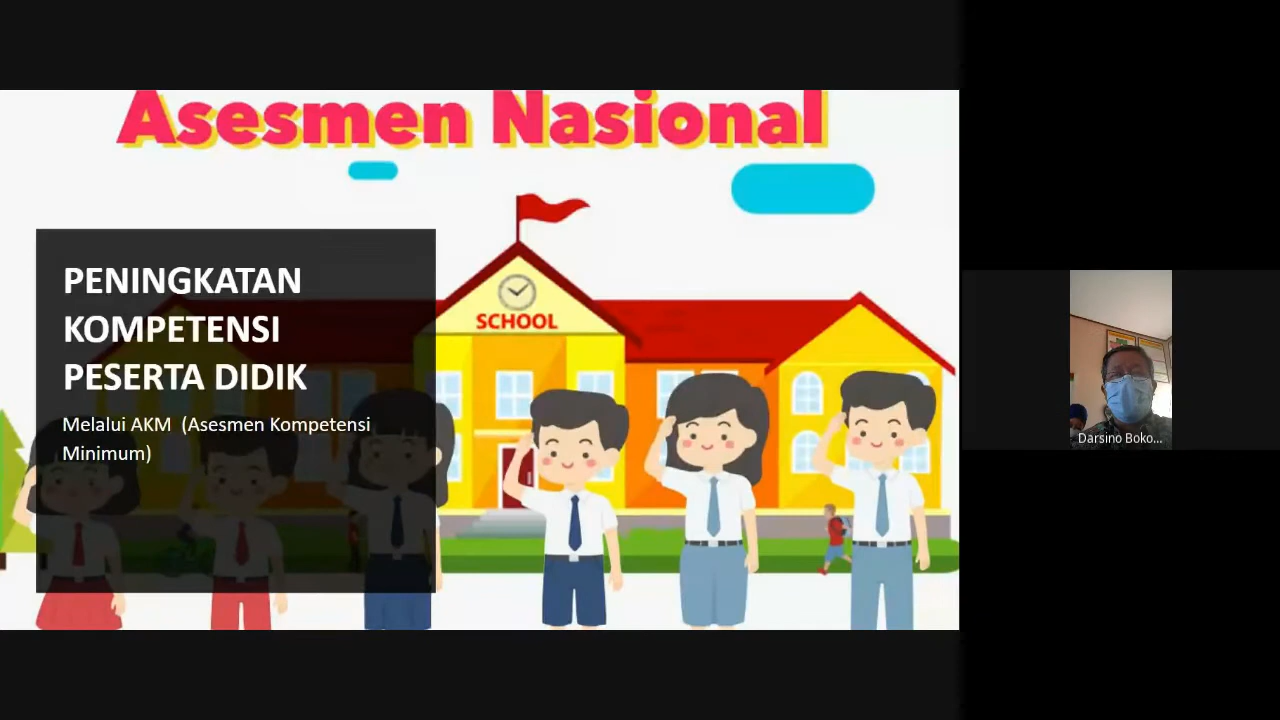 Asesmen Nasional
SCHOOL
PENINGKATAN
KOMPETENSI
PESERTA DIDIK
Melalui AKM (Asesmen Kompetensi
Minimum)
Darsino Boko...